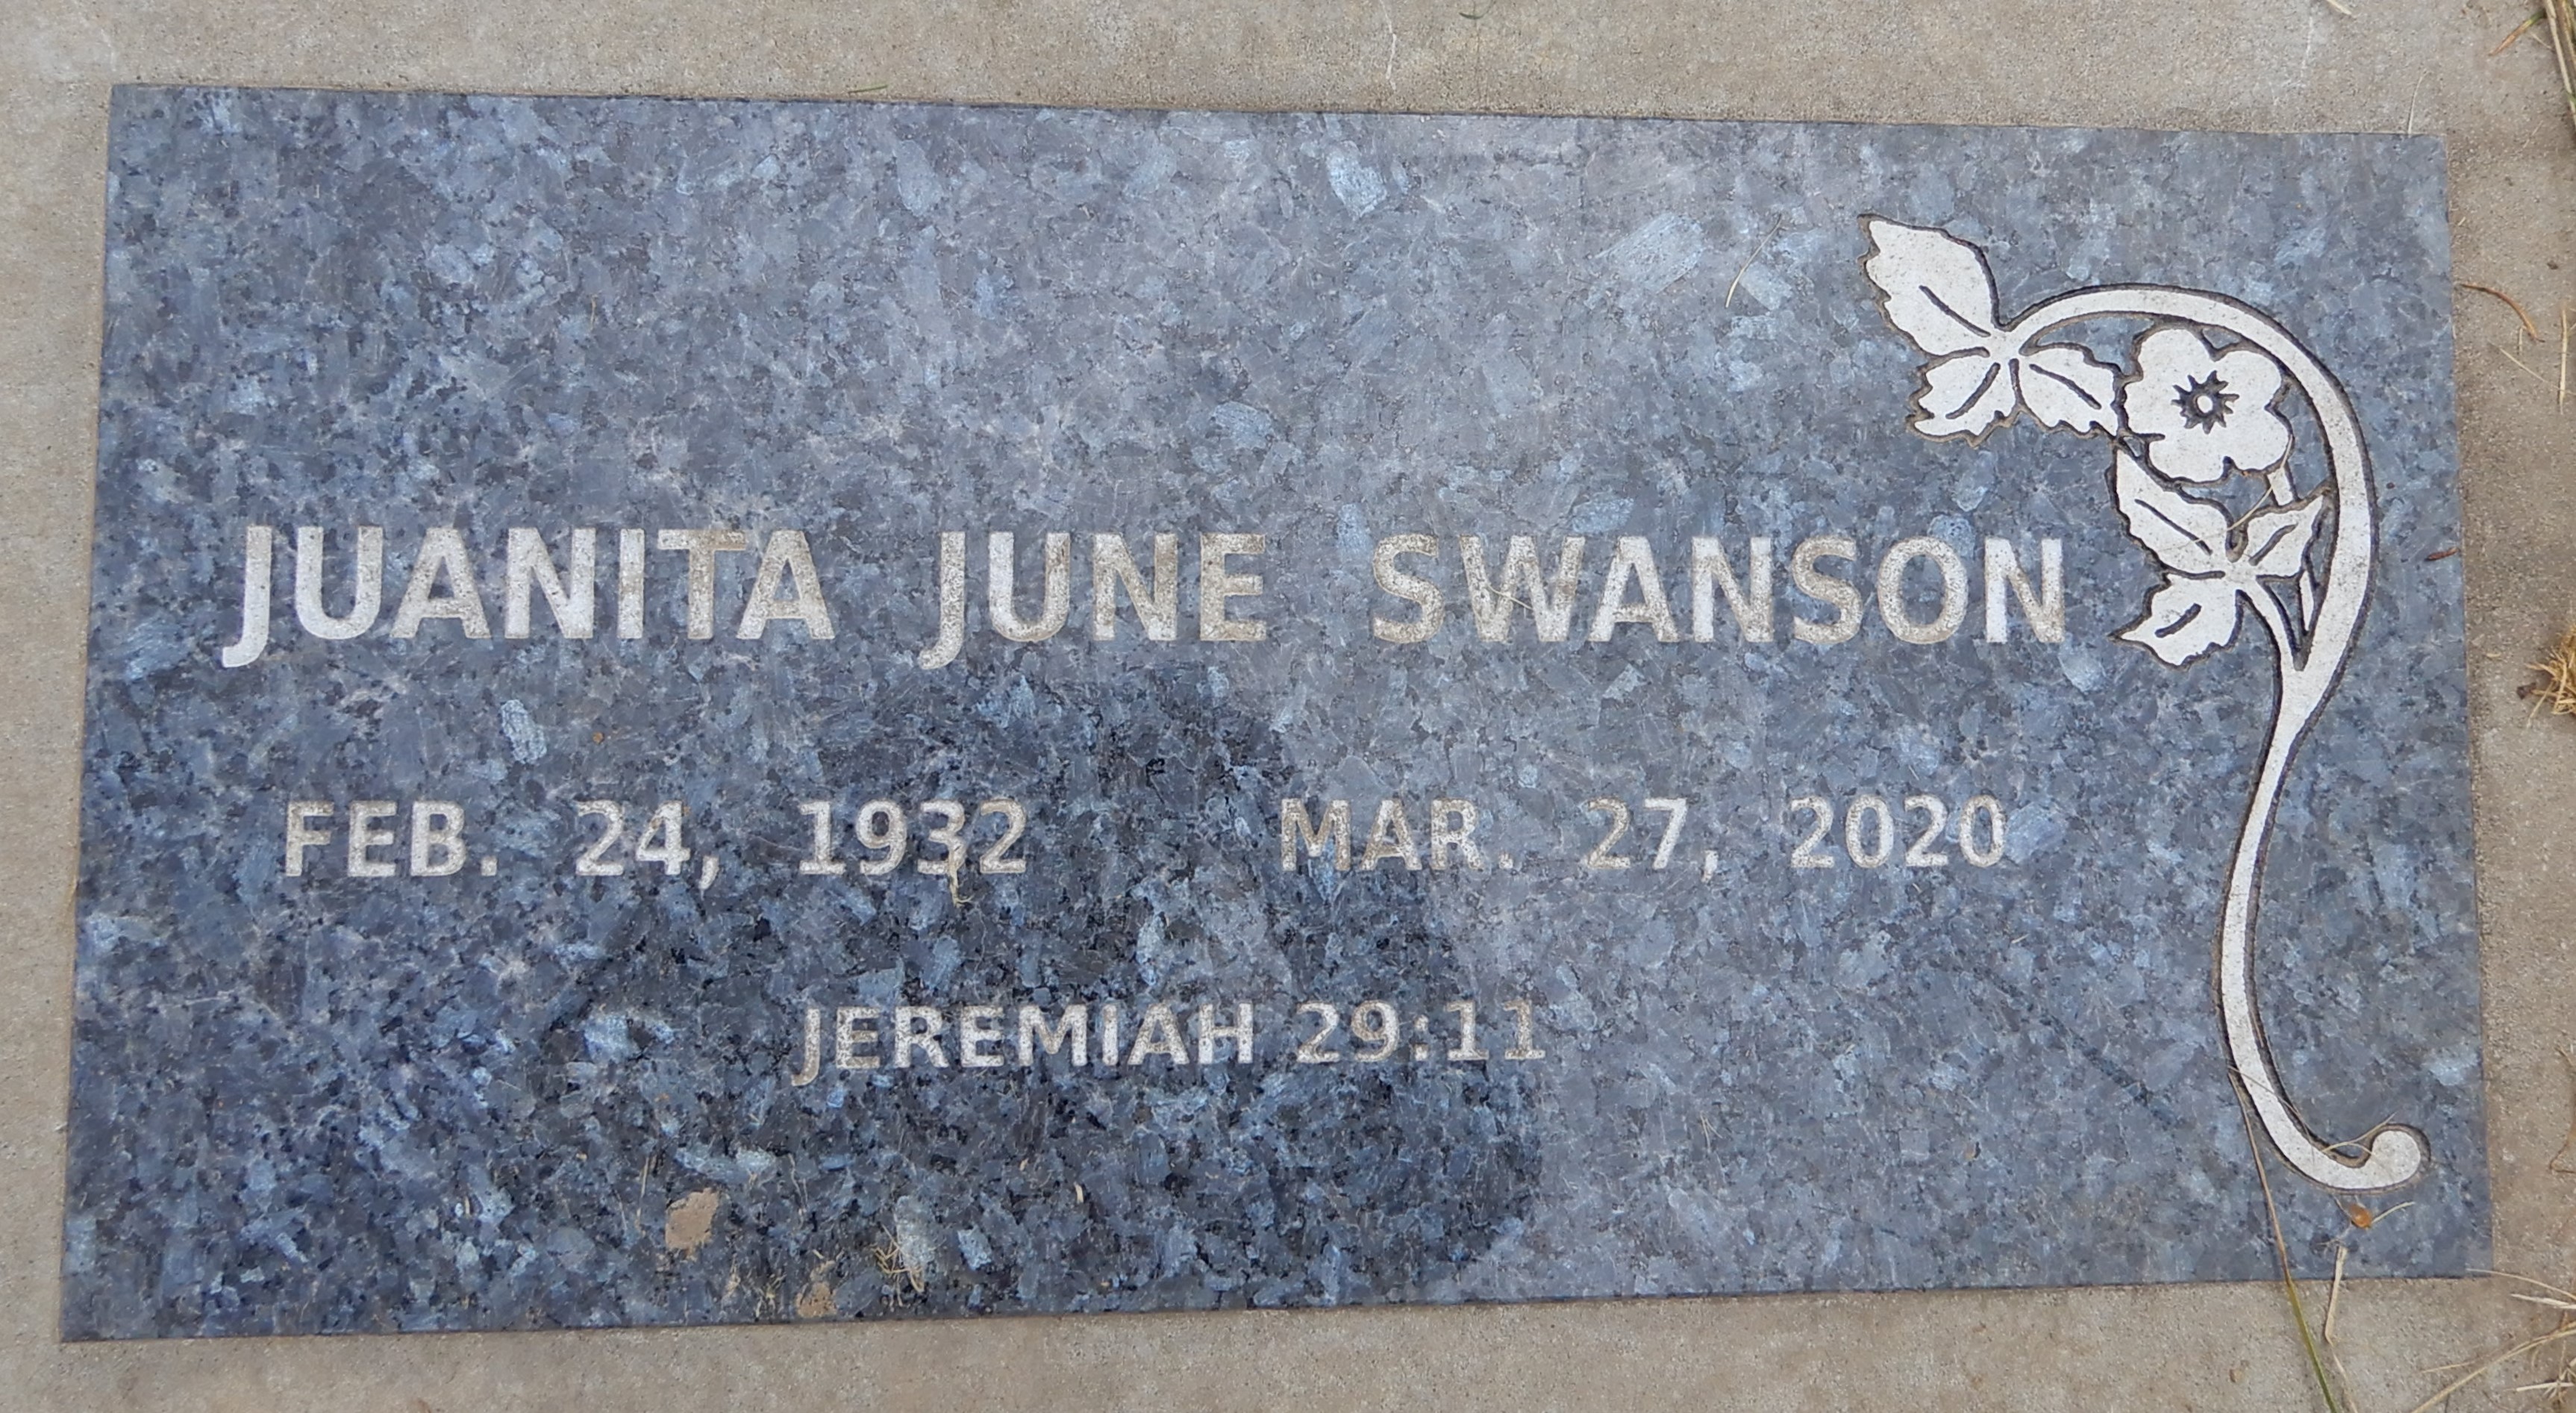 JUANITA JUNE SWANSON
FEB. 24, 1932 MAR. 27, 2020
JEREMIAH 29:11